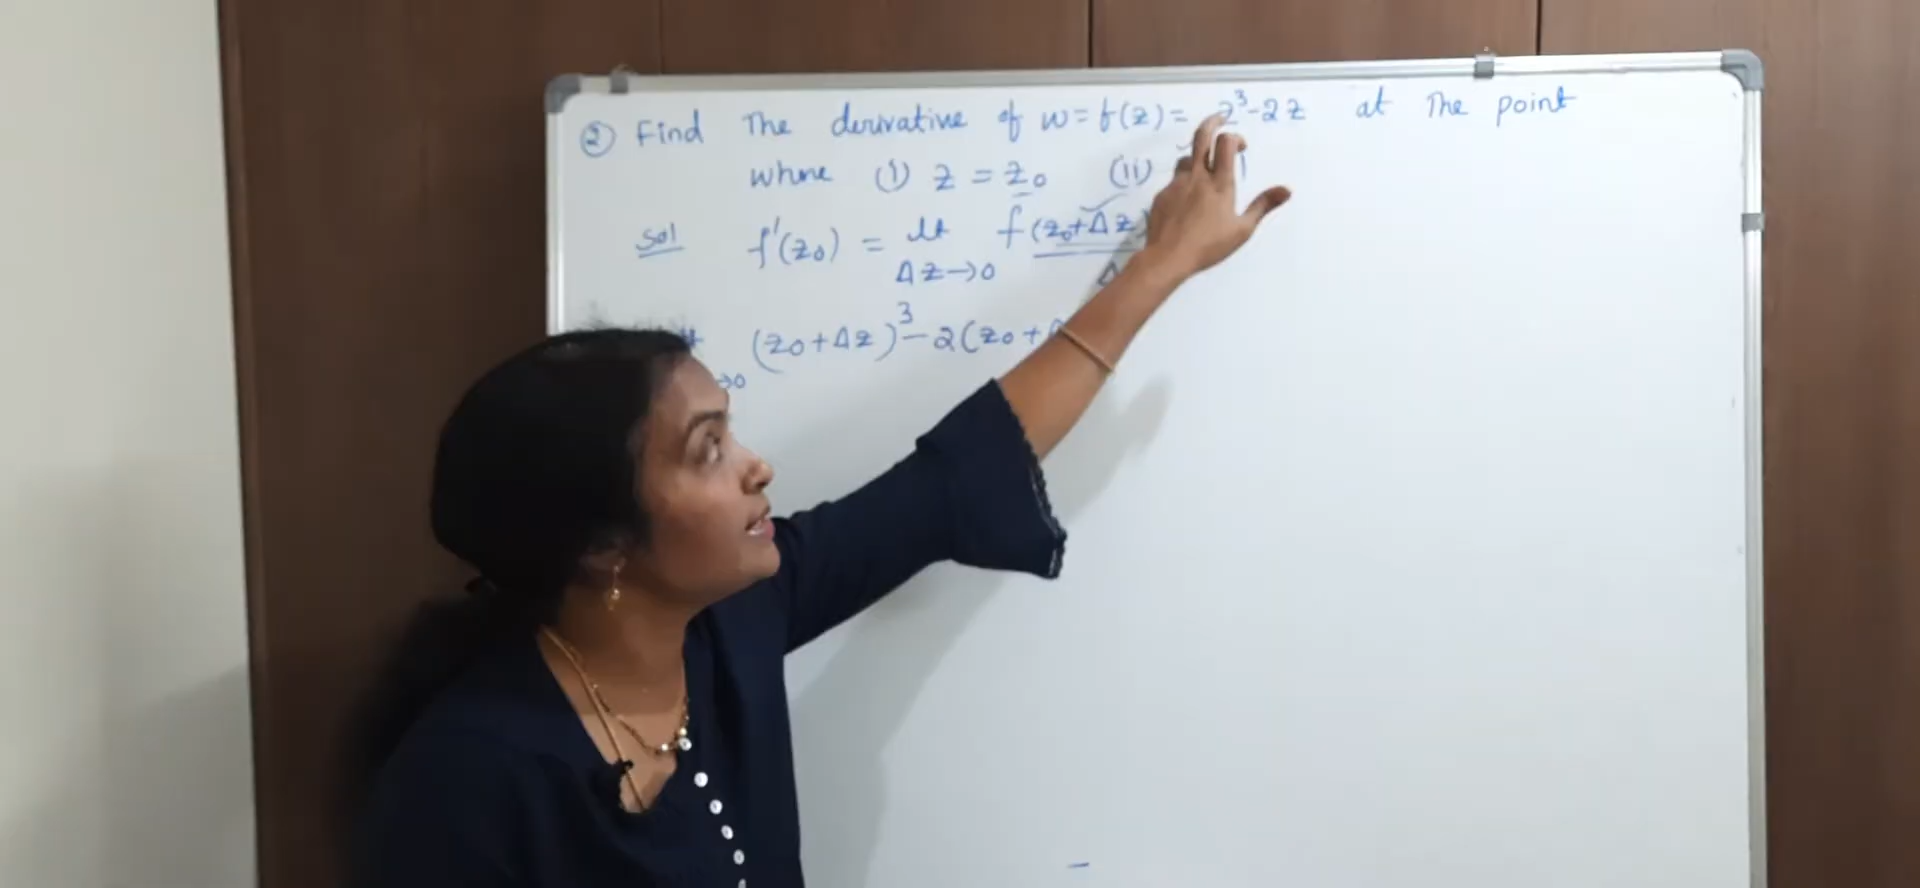 ② Find The derivative of w = f(z) = z³-2z at The point
where (i) z = z₀ (ii)
Sol f'(z₀) = lt f(z₀+Δz)
Δz→0 Δ
(z₀+Δz)³-2(z₀+
→0